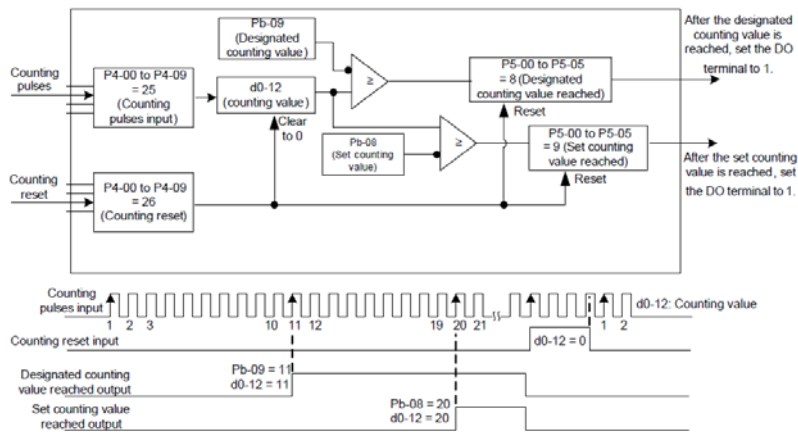 Pb-09
(Designated
counting value)
After the designated
counting value is
reached, set the DO
terminal to 1.
Counting
pulses
P4-00 to P4-09
= 25
(Counting
pulses input)
d0-12
(counting value)
≥
P5-00 to P5-05
= 8 (Designated
counting value reached)
Clear
to 0
Reset
Pb-08
(Set counting
value)
≥
P5-00 to P5-05
= 9 (Set counting
value reached)
After the set counting
value is reached, set
the DO terminal to 1.
Counting
reset
P4-00 to P4-09
= 26
(Counting reset)
Reset
Counting
pulses input
d0-12: Counting value
1 2 3 10 11 12 19 20 21 1 2
Counting reset input
d0-12 = 0
Designated counting
value reached output
Pb-09 = 11
d0-12 = 11
Set counting value
reached output
Pb-08 = 20
d0-12 = 20